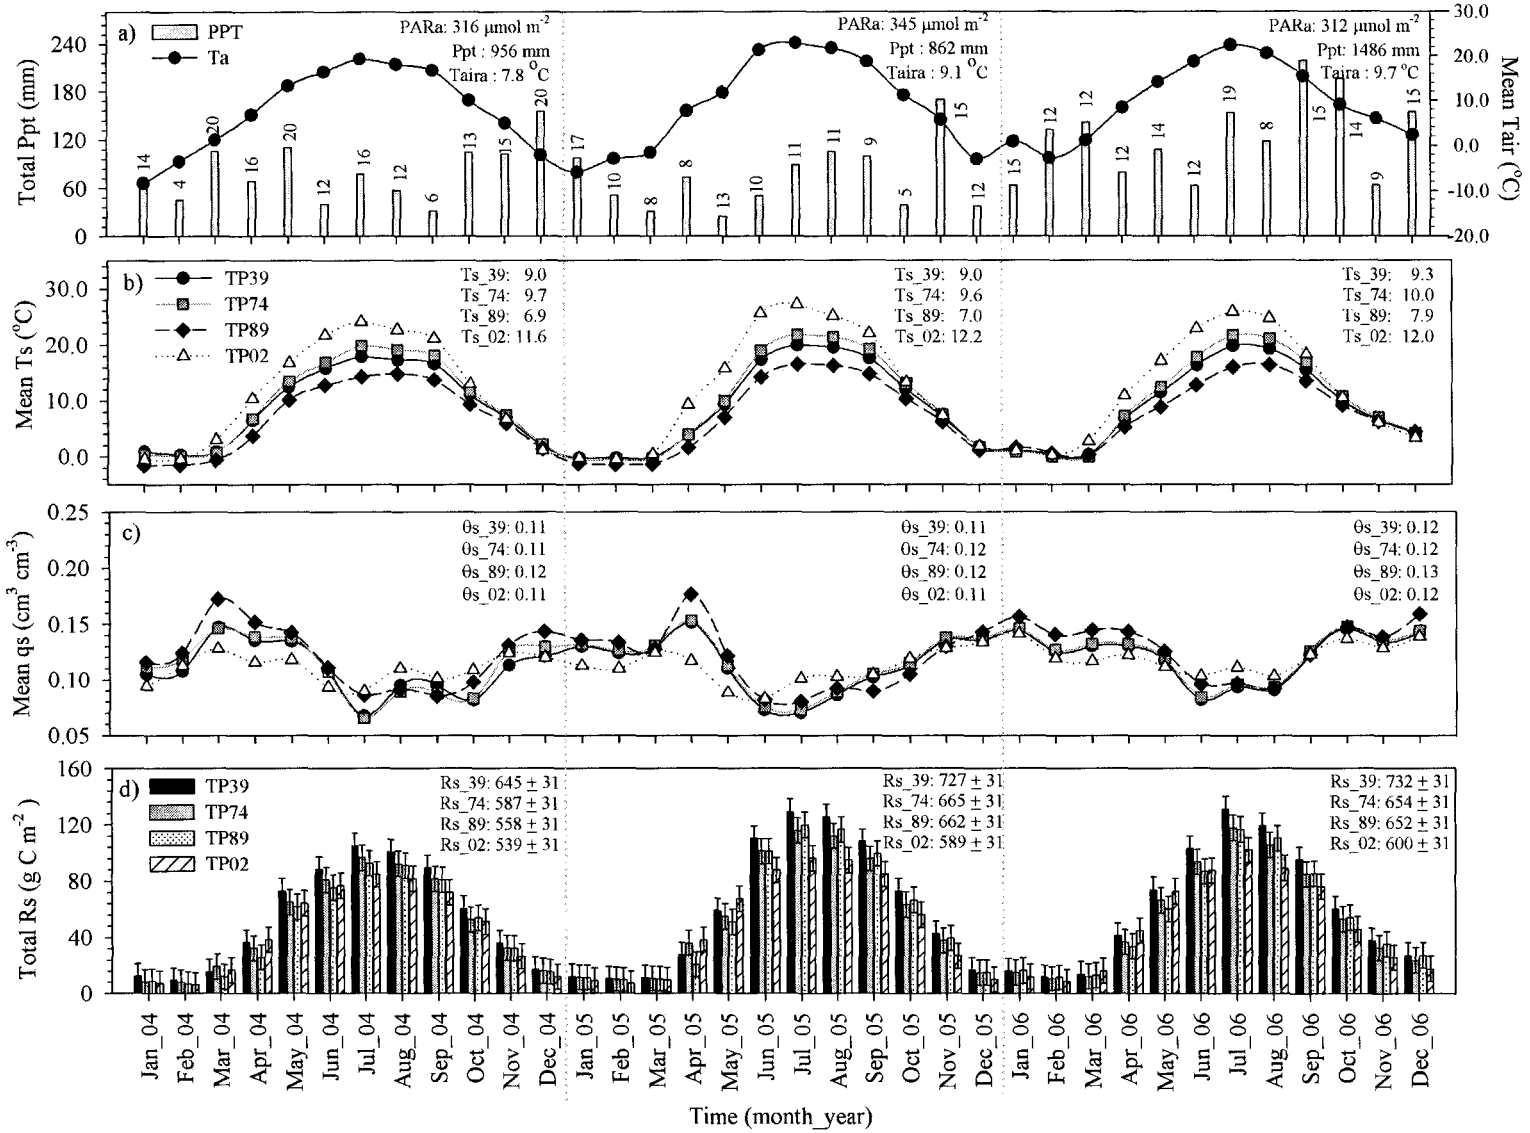 a)
PPT
Ta
PARa: 316 μmol m-2
Ppt : 956 mm
Taira : 7.8 oC
PARa: 345 μmol m-2
Ppt : 862 mm
Taira : 9.1 oC
PARa: 312 μmol m-2
Ppt: 1486 mm
Taira : 9.7 oC
Total Ppt (mm)
240
180
120
60
0
Mean Tair (oC)
30.0
20.0
10.0
0.0
-10.0
-20.0
14 4 20 16 20 12 16 12 6 13 15 20 17 10 8 8 13 10 11 11 9 5 15 12 15 12 12 12 14 12 19 8 15 14 9 15
b)
TP39
TP74
TP89
TP02
Ts_39: 9.0
Ts_74: 9.7
Ts_89: 6.9
Ts_02: 11.6
Ts_39: 9.0
Ts_74: 9.6
Ts_89: 7.0
Ts_02: 12.2
Ts_39: 9.3
Ts_74: 10.0
Ts_89: 7.9
Ts_02: 12.0
Mean Ts (oC)
30.0
20.0
10.0
0.0
c)
θs_39: 0.11
θs_74: 0.11
θs_89: 0.12
θs_02: 0.11
θs_39: 0.11
θs_74: 0.12
θs_89: 0.12
θs_02: 0.11
θs_39: 0.12
θs_74: 0.12
θs_89: 0.13
θs_02: 0.12
Mean qs (cm3 cm-3)
0.25
0.20
0.15
0.10
0.05
d)
TP39
TP74
TP89
TP02
Rs_39: 645 ± 31
Rs_74: 587 ± 31
Rs_89: 558 ± 31
Rs_02: 539 ± 31
Rs_39: 727 ± 31
Rs_74: 665 ± 31
Rs_89: 662 ± 31
Rs_02: 589 ± 31
Rs_39: 732 ± 31
Rs_74: 654 ± 31
Rs_89: 652 ± 31
Rs_02: 600 ± 31
Total Rs (g C m-2)
160
120
80
40
0
Jan_04
Feb_04
Mar_04
Apr_04
May_04
Jun_04
Jul_04
Aug_04
Sep_04
Oct_04
Nov_04
Dec_04
Jan_05
Feb_05
Mar_05
Apr_05
May_05
Jun_05
Jul_05
Aug_05
Sep_05
Oct_05
Nov_05
Dec_05
Jan_06
Feb_06
Mar_06
Apr_06
May_06
Jun_06
Jul_06
Aug_06
Sep_06
Oct_06
Nov_06
Dec_06
Time (month_year)